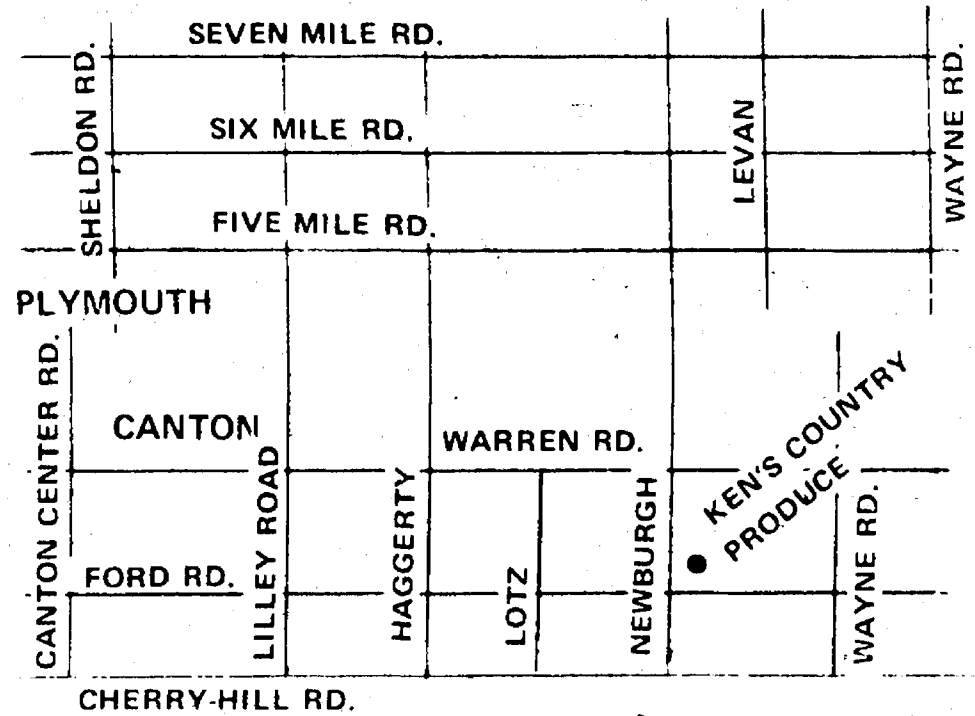 SEVEN MILE RD.
SHELDON RD.
WAYNE RD.
SIX MILE RD.
LEVAN
FIVE MILE RD.
PLYMOUTH
CANTON CENTER RD.
CANTON
WARREN RD.
KEN'S COUNTRY
PRODUCE
LILLEY ROAD
HAGGERTY
NEWBURGH
WAYNE RD.
FORD RD.
LOTZ
CHERRY-HILL RD.